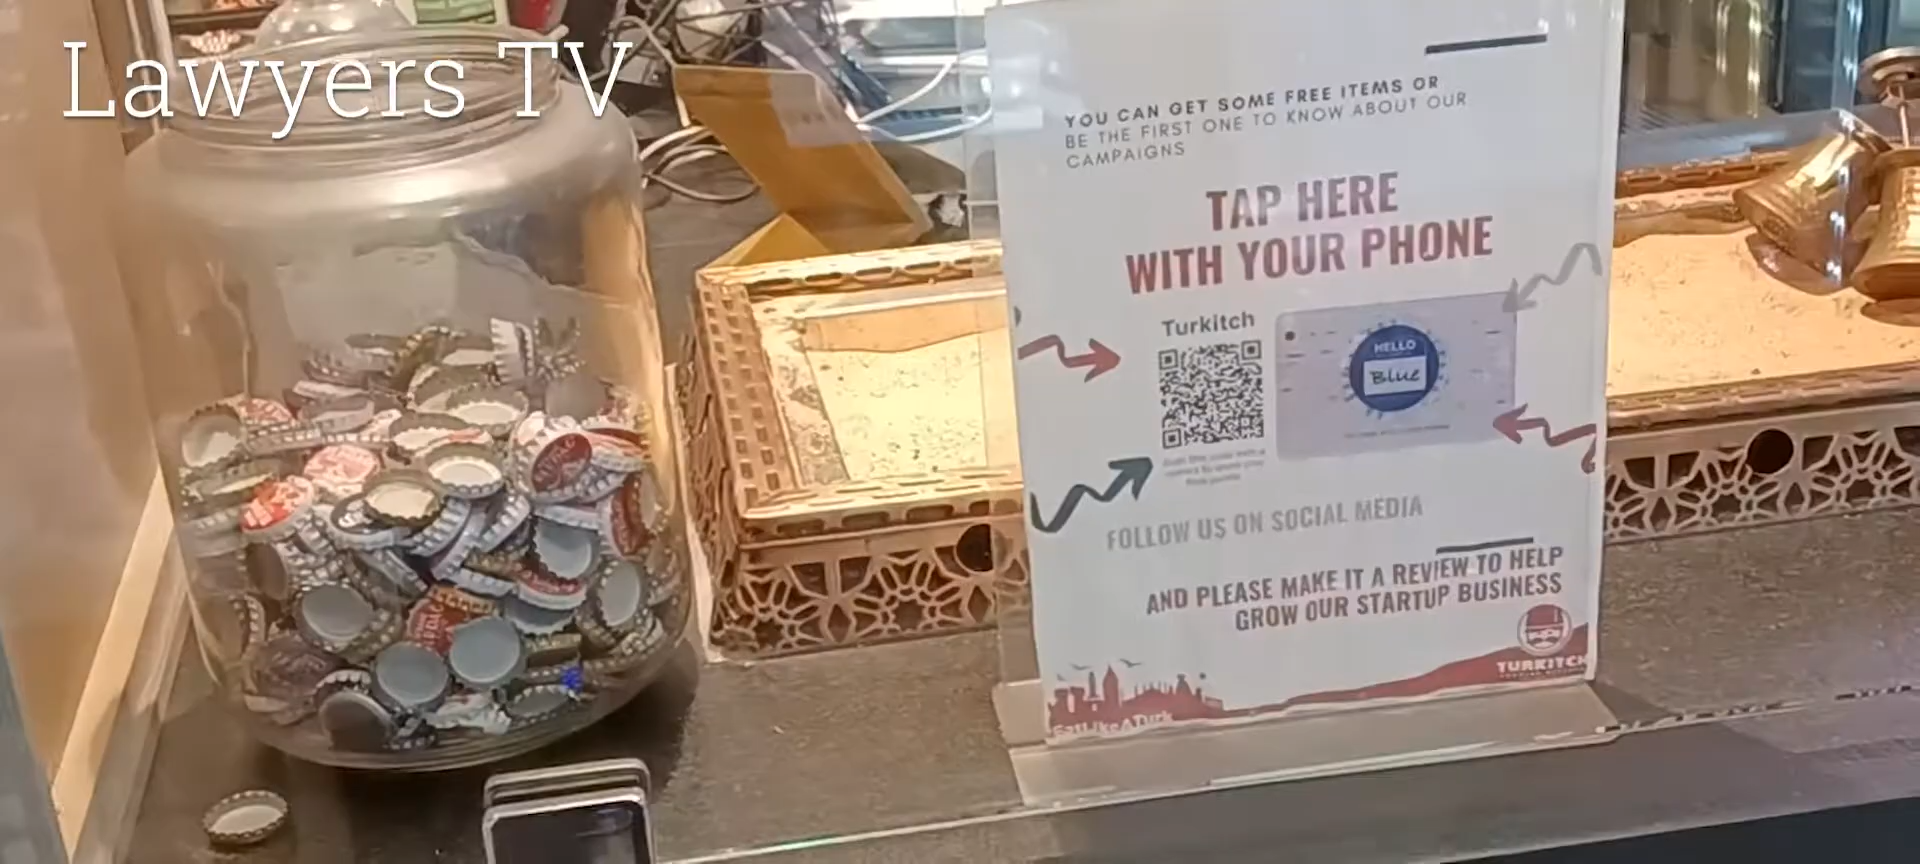 Lawyers TV
YOU CAN GET SOME FREE ITEMS OR
BE THE FIRST ONE TO KNOW ABOUT OUR
CAMPAIGNS
TAP HERE
WITH YOUR PHONE
Turkitch
HELLO
Blue
FOLLOW US ON SOCIAL MEDIA
AND PLEASE MAKE IT A REVIEW TO HELP
GROW OUR STARTUP BUSINESS
TURKITCH
EatLikeATurk